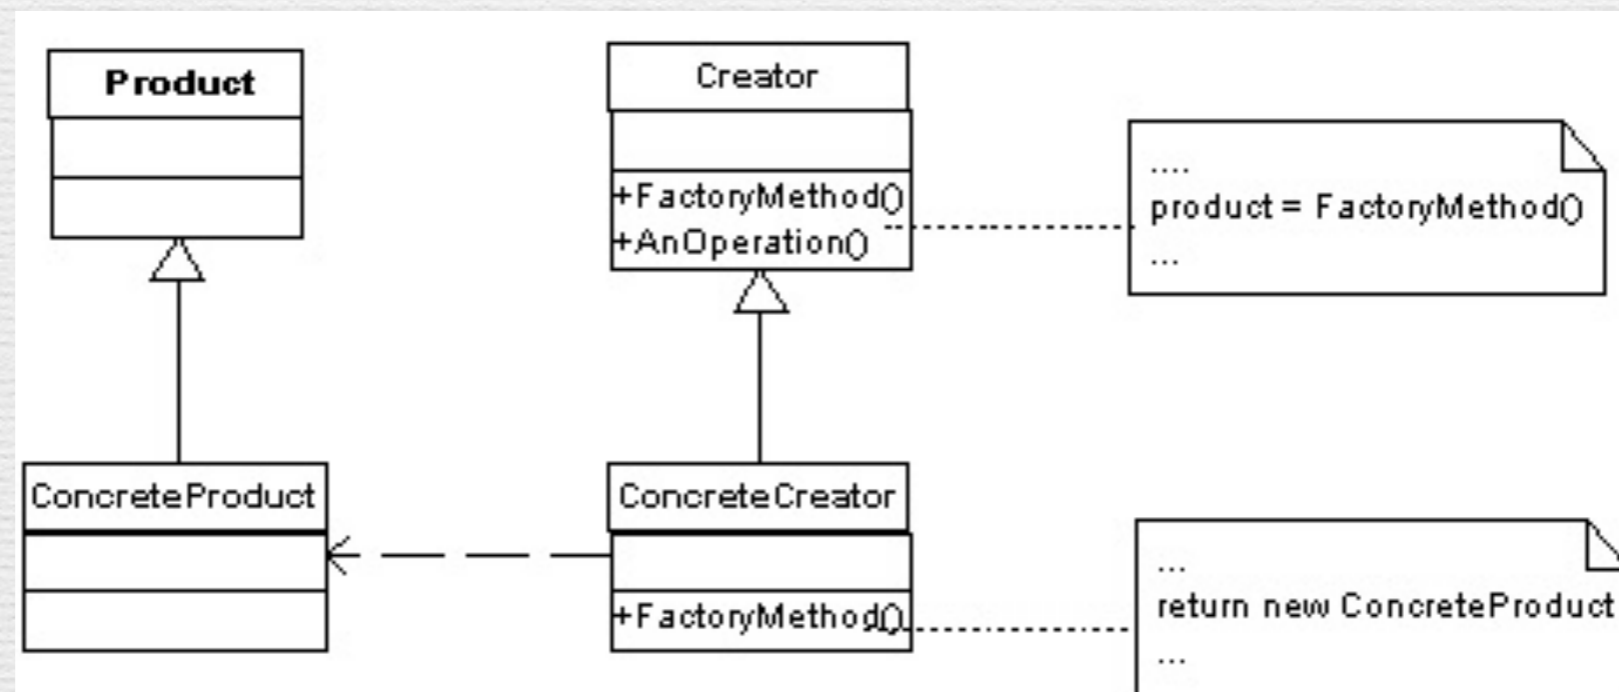 Product
Creator
+FactoryMethod()
+AnOperation()
....
product = FactoryMethod()
...
ConcreteProduct
ConcreteCreator
+FactoryMethod()
...
return new ConcreteProduct
...